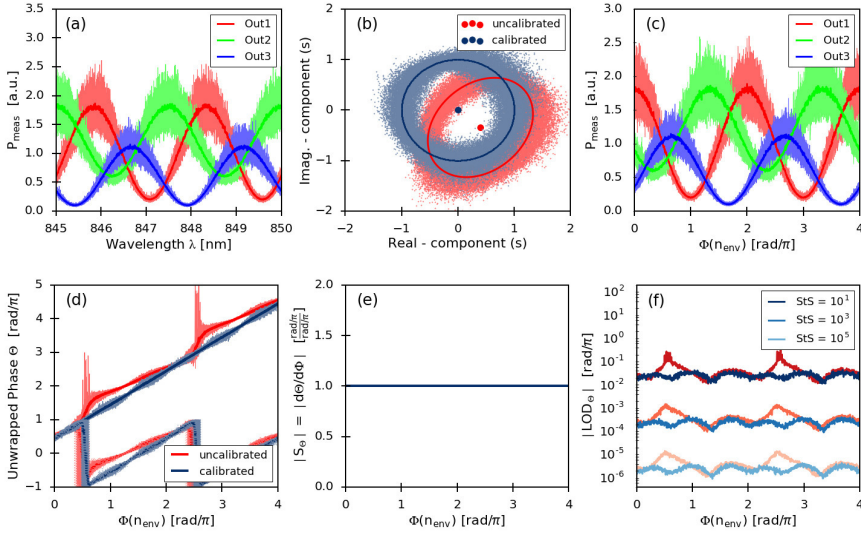 (a)
Out1
Out2
Out3
P_meas [a.u.]
3.0
2.5
2.0
1.5
1.0
0.5
0.0
845 846 847 848 849 850
Wavelength λ [nm]
(b)
uncalibrated
calibrated
Imag. - component (s)
2
1
0
−1
−2
−2 −1 0 1 2
Real - component (s)
(c)
Out1
Out2
Out3
P_meas [a.u.]
3.0
2.5
2.0
1.5
1.0
0.5
0.0
0 1 2 3 4
Φ(n_env) [rad/π]
(d)
uncalibrated
calibrated
Unwrapped Phase Θ [rad/π]
5
4
3
2
1
0
−1
0 1 2 3 4
Φ(n_env) [rad/π]
(e)
| S_Θ | = | dΘ/dΦ | [rad/π / rad/π]
2.0
1.5
1.0
0.5
0.0
0 1 2 3 4
Φ(n_env) [rad/π]
(f)
StS = 10^1
StS = 10^3
StS = 10^5
| LOD_Θ | [rad/π]
10^2
10^1
10^0
10^-1
10^-2
10^-3
10^-4
10^-5
10^-6
0 1 2 3 4
Φ(n_env) [rad/π]